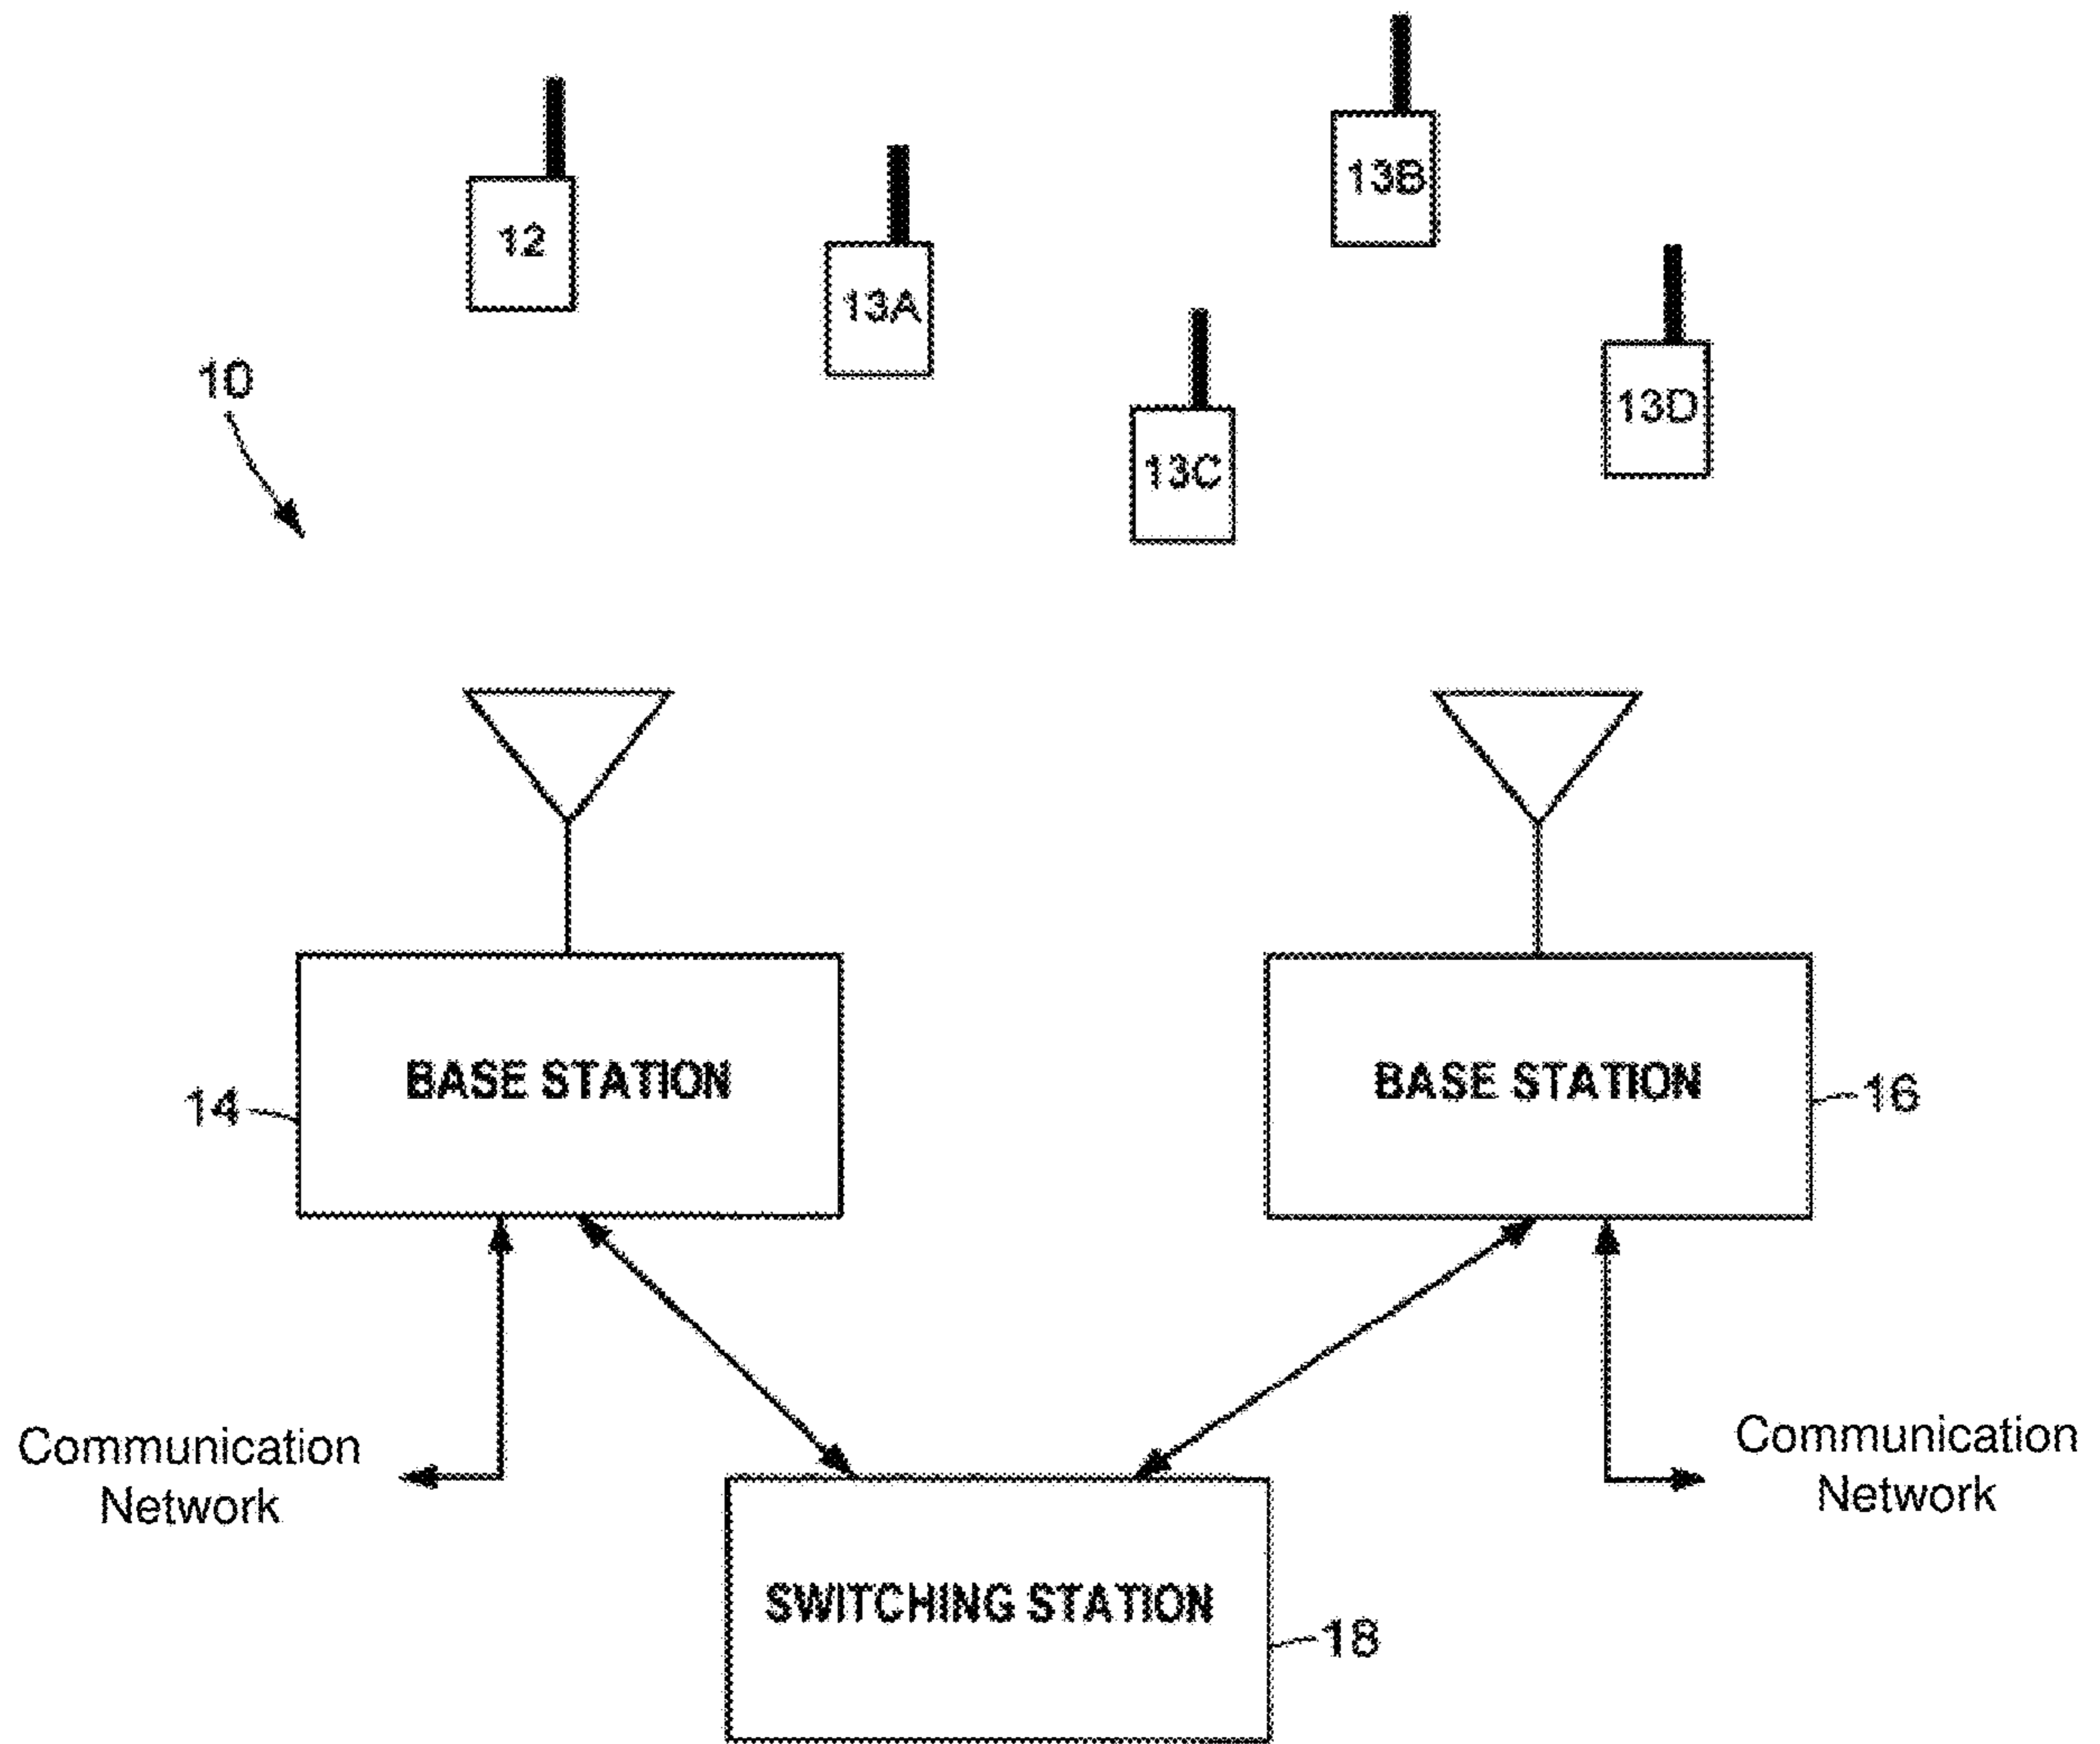 13B
12
13A
10
13D
13C
BASE STATION
BASE STATION
14
16
Communication
Network
Communication
Network
SWITCHING STATION
18